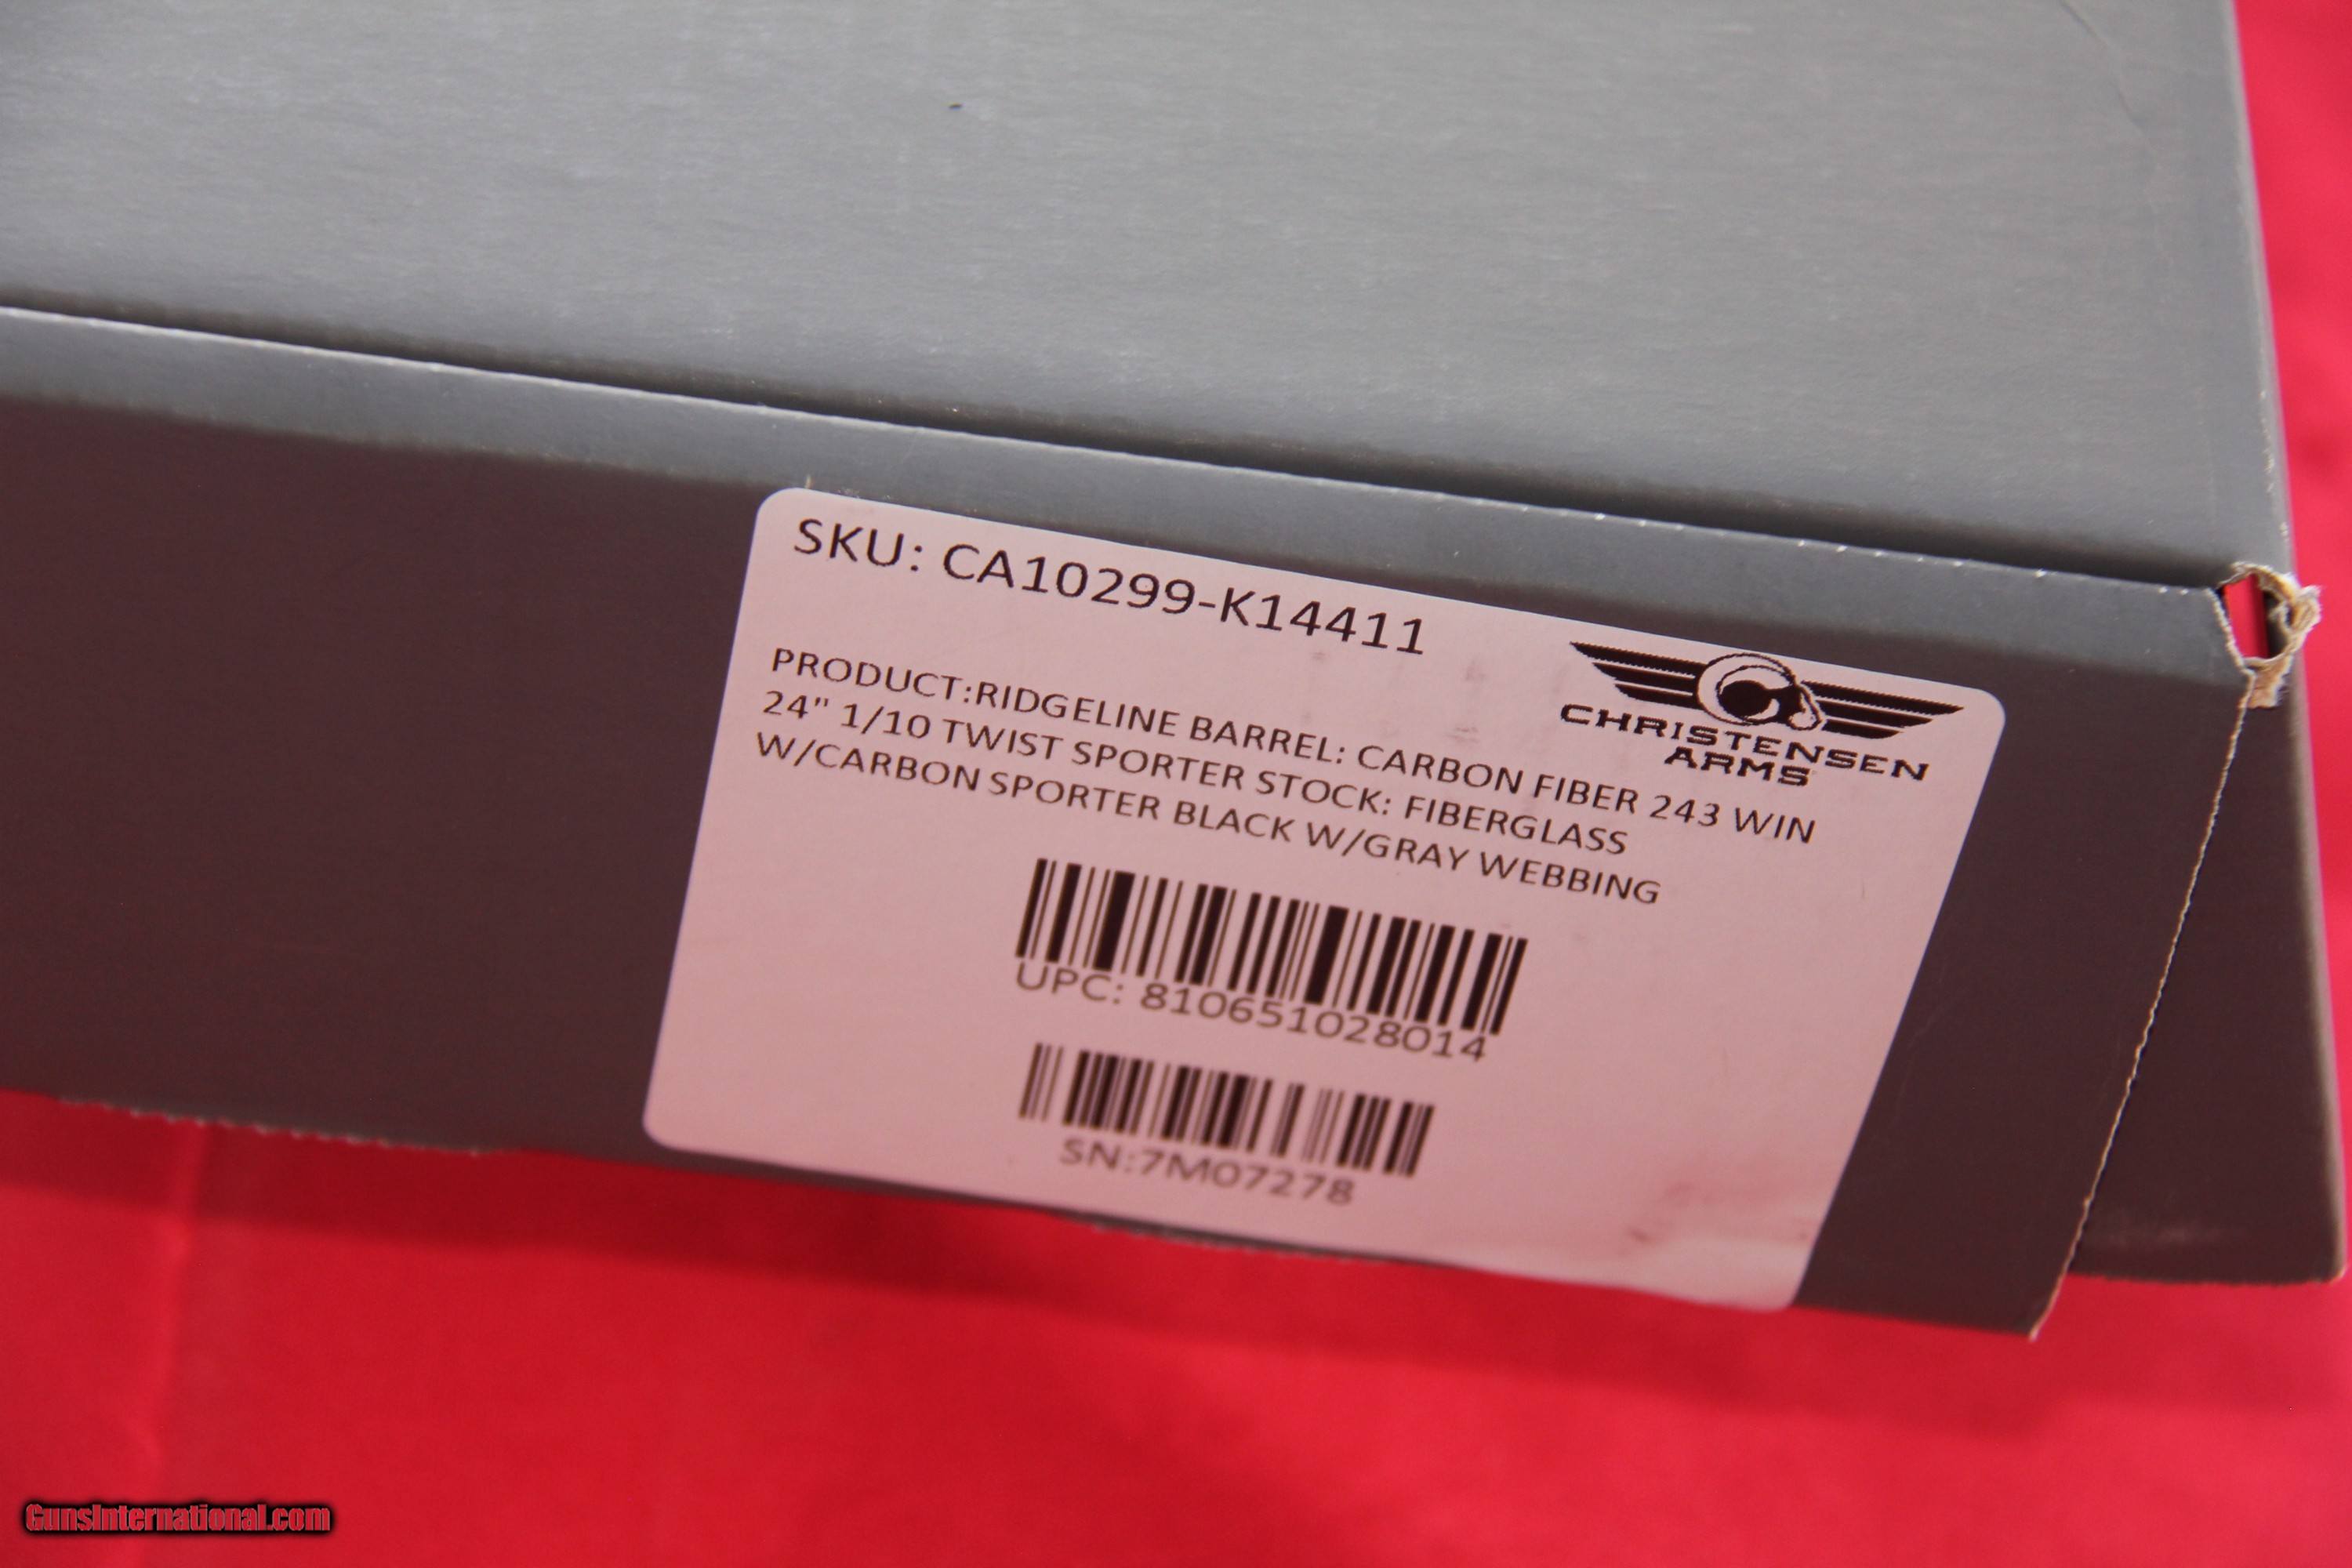 SKU: CA10299-K14411
CHRISTENSEN
ARMS
PRODUCT:RIDGELINE BARREL: CARBON FIBER 243 WIN
24" 1/10 TWIST SPORTER STOCK: FIBERGLASS
W/CARBON SPORTER BLACK W/GRAY WEBBING
UPC: 810651028014
SN:7M07278
GunsInternational.com